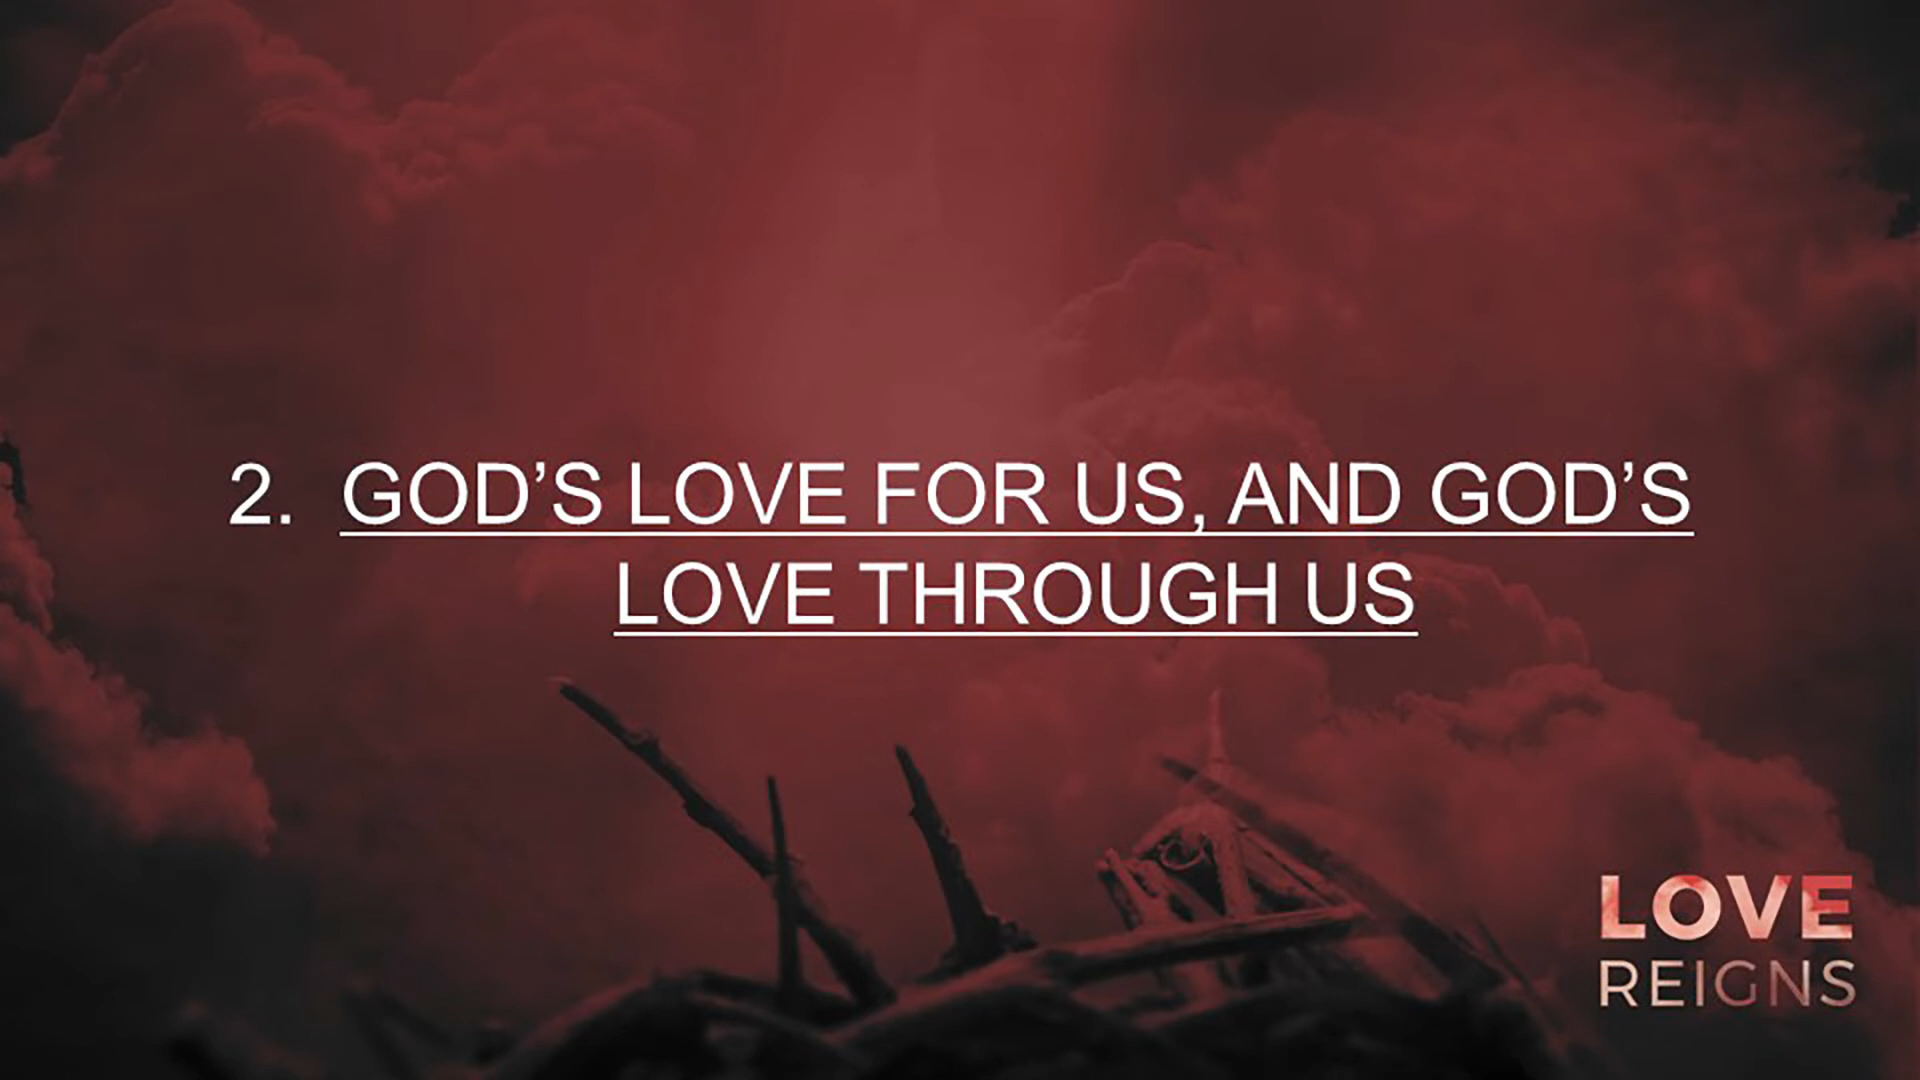 2. GOD’S LOVE FOR US, AND GOD’S
LOVE THROUGH US
LOVE
REIGNS